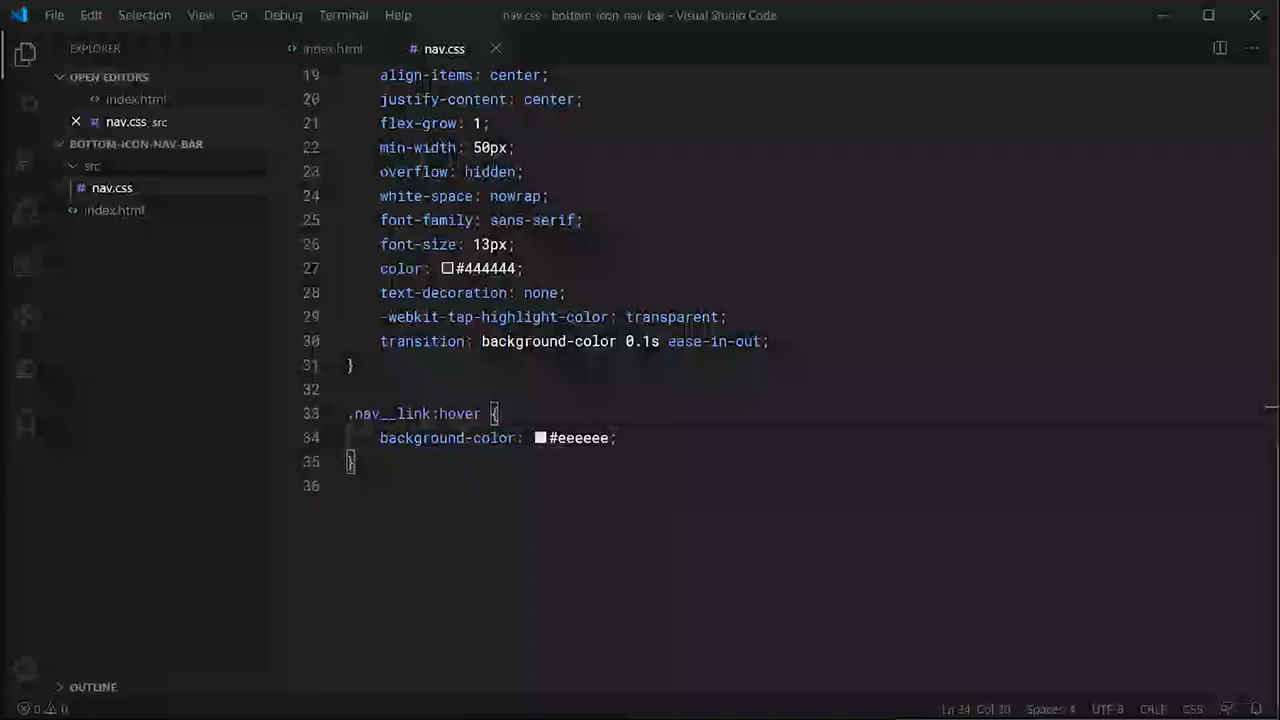 File Edit Selection View Go Debug Terminal Help
nav.css - bottom-icon-nav-bar - Visual Studio Code
EXPLORER
OPEN EDITORS
index.html
nav.css src
BOTTOM-ICON-NAV-BAR
src
nav.css
index.html
OUTLINE
index.html
nav.css
19 align-items: center;
20 justify-content: center;
21 flex-grow: 1;
22 min-width: 50px;
23 overflow: hidden;
24 white-space: nowrap;
25 font-family: sans-serif;
26 font-size: 13px;
27 color: #444444;
28 text-decoration: none;
29 -webkit-tap-highlight-color: transparent;
30 transition: background-color 0.1s ease-in-out;
31 }
32
33 .nav__link:hover {
34 background-color: #eeeeee;
35 }
36
0 0
Ln 34 Spaces: 4 UTF-8 CRLF CSS